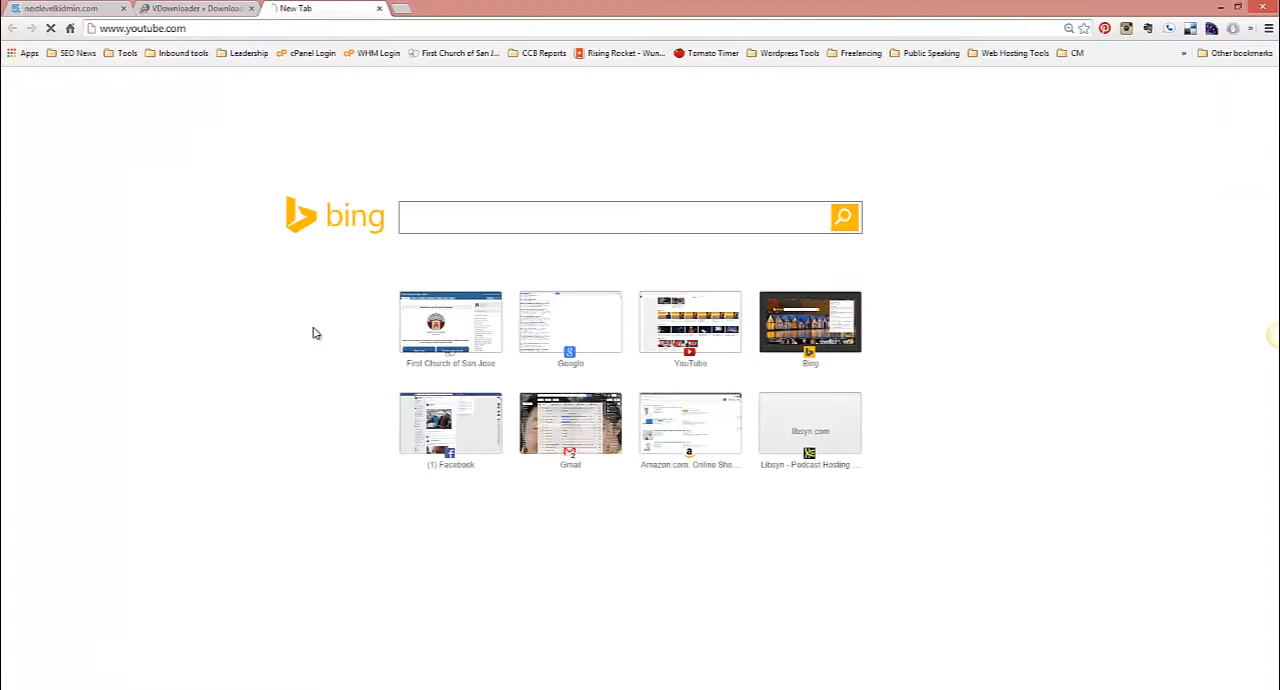 nextlevelkidmin.com
VDownloader » Download
New Tab
www.youtube.com
Apps SEO News Tools Inbound tools Leadership cPanel Login WHM Login First Church of San J... CCB Reports Rising Rocket - Wun... Tomato Timer Wordpress Tools Freelancing Public Speaking Web Hosting Tools CM » Other bookmarks
bing
First Church of San Jose
Google
YouTube
Bing
libsyn.com
(1) Facebook
Gmail
Amazon.com, Online Sho...
Libsyn - Podcast Hosting ...